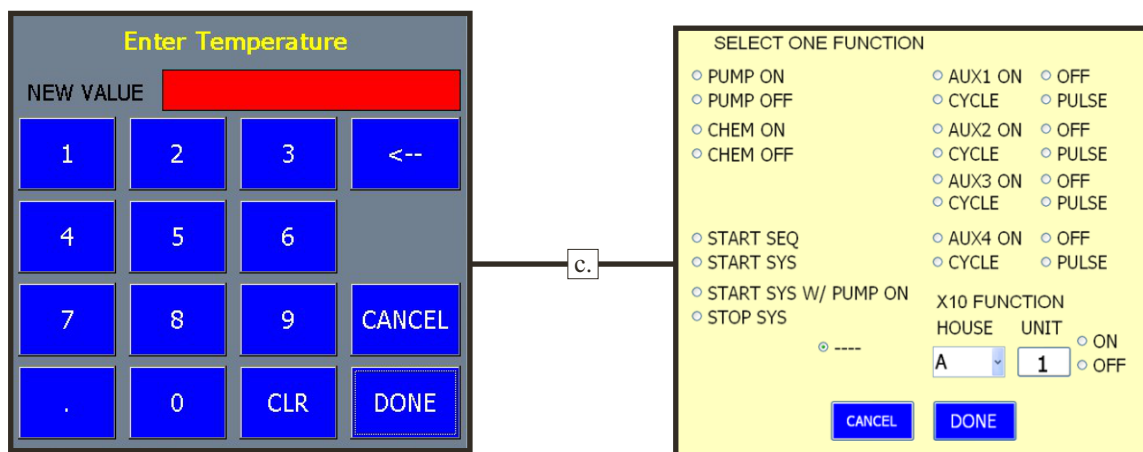 Enter Temperature
NEW VALUE
1 2 3 <--
4 5 6
7 8 9 CANCEL
. 0 CLR DONE
c.
SELECT ONE FUNCTION
PUMP ON AUX1 ON OFF
PUMP OFF CYCLE PULSE
CHEM ON AUX2 ON OFF
CHEM OFF CYCLE PULSE
AUX3 ON OFF
CYCLE PULSE
START SEQ AUX4 ON OFF
START SYS CYCLE PULSE
START SYS W/ PUMP ON
STOP SYS
----
X10 FUNCTION
HOUSE UNIT
A 1 ON
OFF
CANCEL DONE